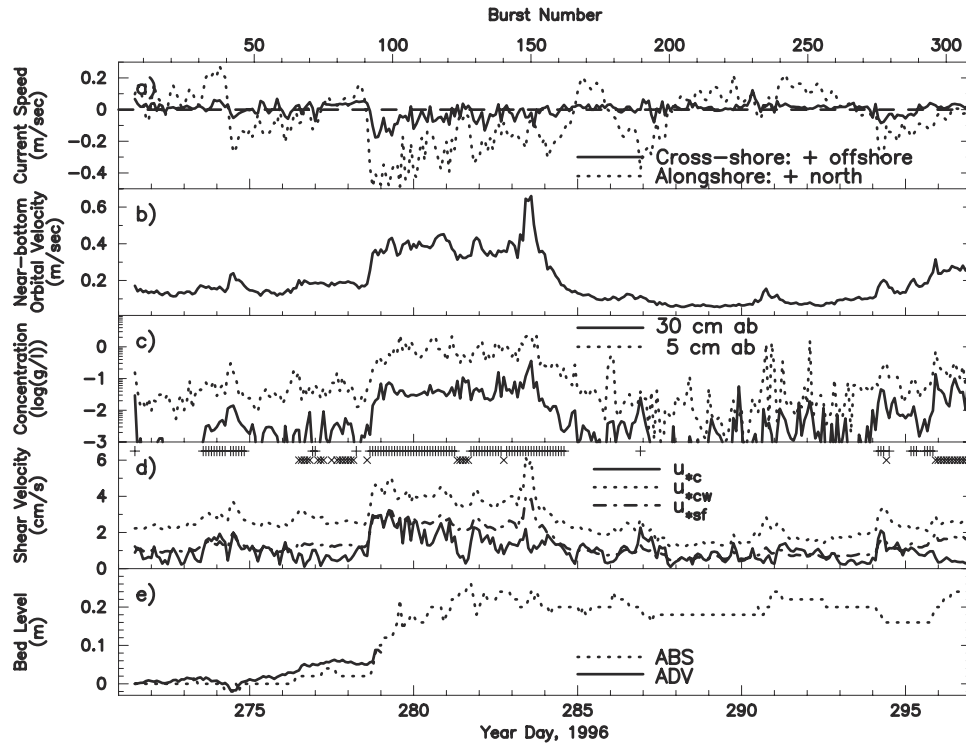 Burst Number
50 100 150 200 250 300
a)
0.2
0
−0.2
−0.4
Current Speed
(m/sec)
Cross−shore: + offshore
Alongshore: + north
b)
0.6
0.4
0.2
Near−bottom
Orbital Velocity
(m/sec)
c)
0
−1
−2
−3
Concentration
(log(g/l))
30 cm ab
5 cm ab
d)
6
4
2
0
Shear Velocity
(cm/s)
u*c
u*cw
u*sf
e)
0.2
0.1
0
Bed Level
(m)
ABS
ADV
275 280 285 290 295
Year Day, 1996